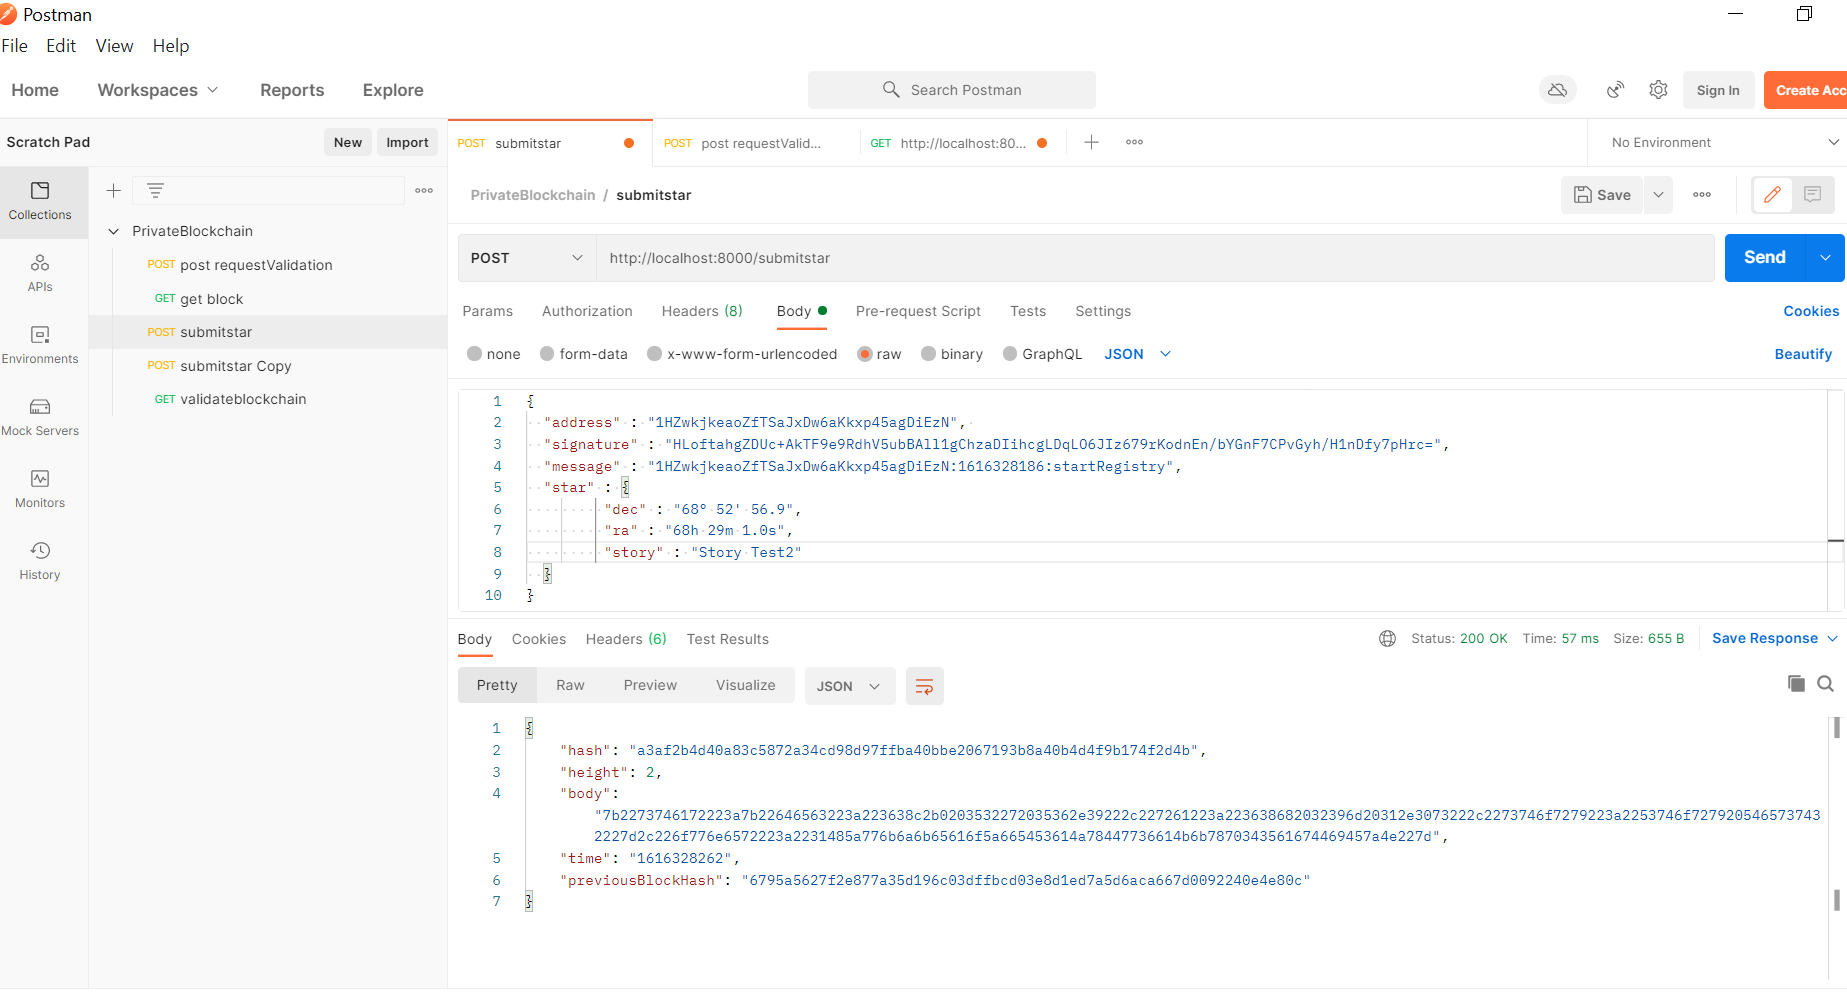 Postman
File Edit View Help
Home Workspaces Reports Explore Search Postman Sign In Create Acc
Scratch Pad New Import
POST submitstar POST post requestValid... GET http://localhost:80... No Environment
PrivateBlockchain / submitstar Save
Collections
APIs
Environments
Mock Servers
Monitors
History
PrivateBlockchain
POST post requestValidation
GET get block
POST submitstar
POST submitstar Copy
GET validateblockchain
POST http://localhost:8000/submitstar Send
Params Authorization Headers (8) Body Pre-request Script Tests Settings Cookies
none form-data x-www-form-urlencoded raw binary GraphQL JSON Beautify
1 {
2 "address" : "1HZwkjkeaoZfTSaJxDw6aKkxp45agDiEzN",
3 "signature" : "HLoftahgZDUc+AkTF9e9RdhV5ubBAll1gChzaDIihcgLDqLO6JIz679rKodnEn/bYGnF7CPvGyh/H1nDfy7pHrc=",
4 "message" : "1HZwkjkeaoZfTSaJxDw6aKkxp45agDiEzN:1616328186:startRegistry",
5 "star" : {
6 "dec" : "68° 52' 56.9",
7 "ra" : "68h 29m 1.0s",
8 "story" : "Story Test2"
9 }
10 }
Body Cookies Headers (6) Test Results Status: 200 OK Time: 57 ms Size: 655 B Save Response
Pretty Raw Preview Visualize JSON
1 {
2 "hash": "a3af2b4d40a83c5872a34cd98d97ffba40bbe2067193b8a40b4d4f9b174f2d4b",
3 "height": 2,
4 "body":
"7b2273746172223a7b22646563223a223638c2b0203532272035362e39222c227261223a223638682032396d20312e3073222c2273746f7279223a2253746f727920546573743
2227d2c226f776e6572223a2231485a776b6a6b65616f5a665453614a78447736614b6b7870343561674469457a4e227d",
5 "time": "1616328262",
6 "previousBlockHash": "6795a5627f2e877a35d196c03dffbcd03e8d1ed7a5d6aca667d0092240e4e80c"
7 }